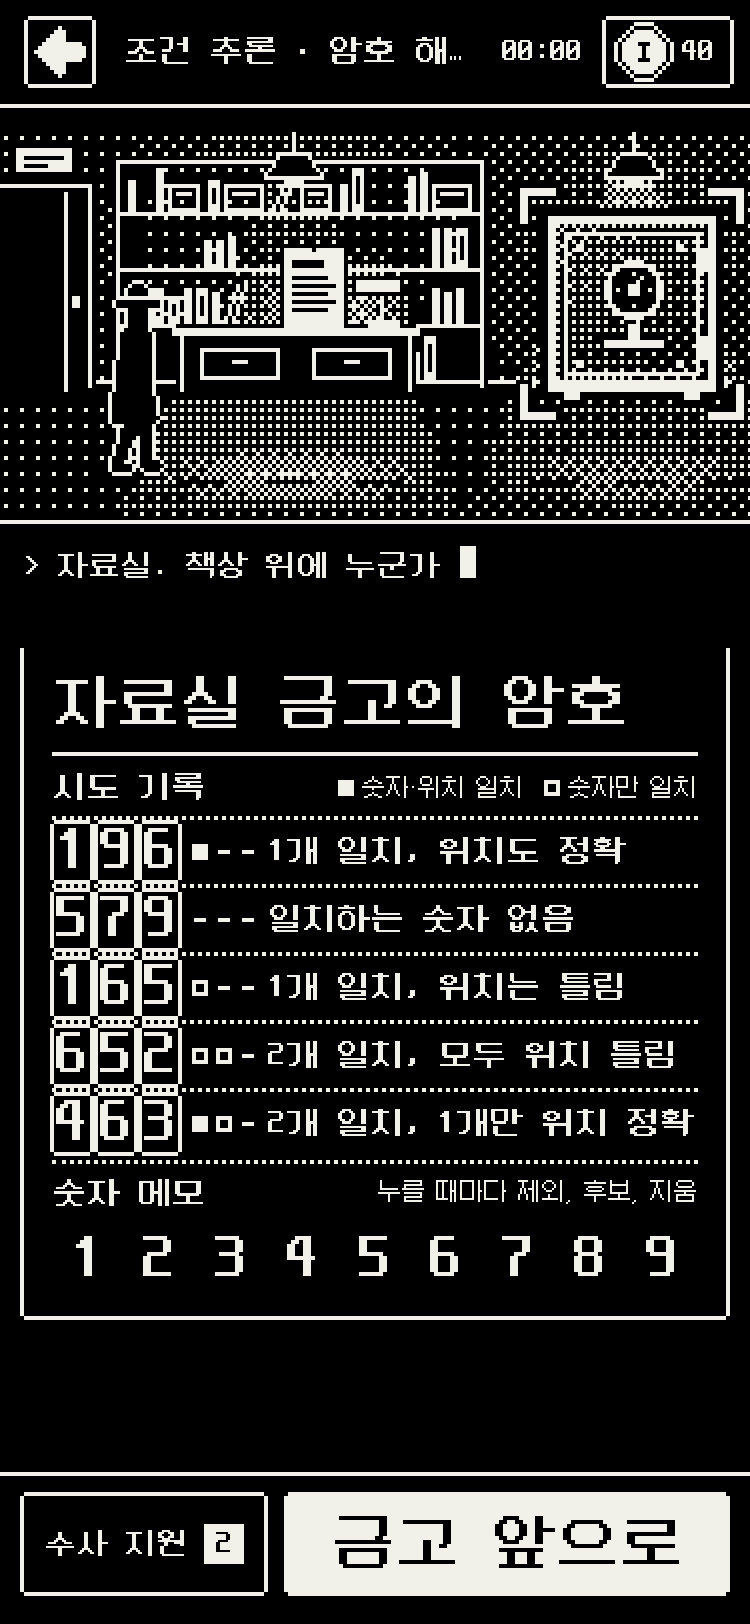 조건 추론 · 암호 해… 00:00 I 40
> 자료실. 책상 위에 누군가
자료실 금고의 암호
시도 기록 ■ 숫자·위치 일치 □ 숫자만 일치
196 ■-- 1개 일치, 위치도 정확
579 --- 일치하는 숫자 없음
165 □-- 1개 일치, 위치는 틀림
652 □□- 2개 일치, 모두 위치 틀림
463 ■□- 2개 일치, 1개만 위치 정확
숫자 메모 누를 때마다 제외, 후보, 지움
1 2 3 4 5 6 7 8 9
수사 지원 2
금고 앞으로